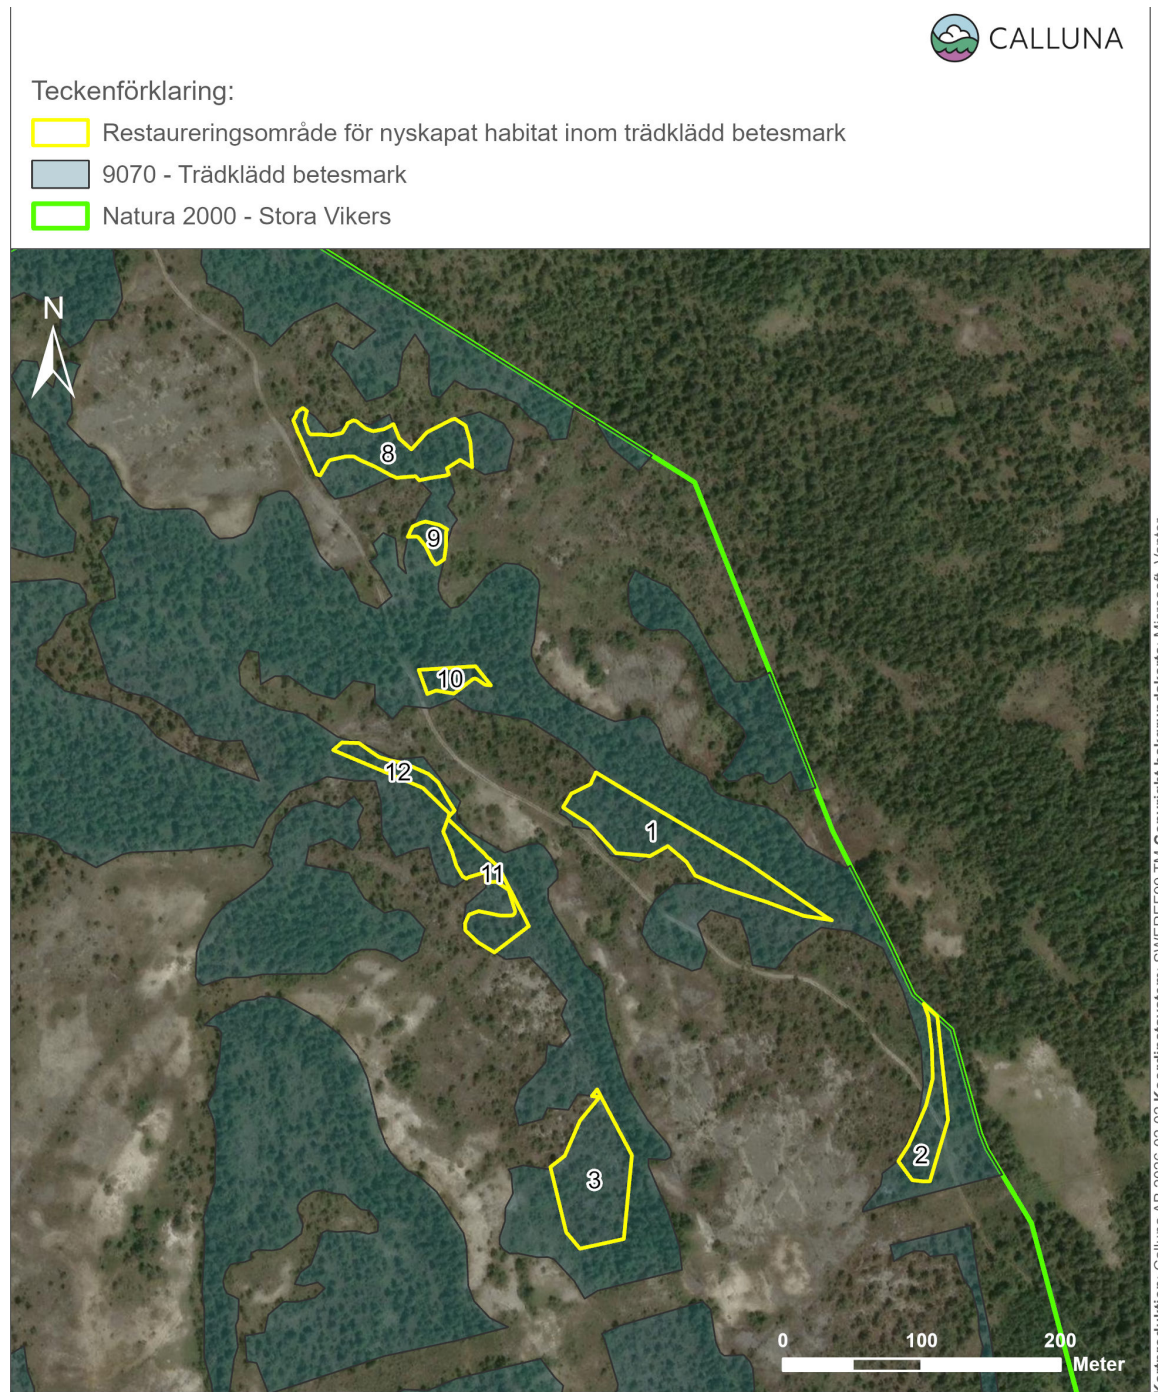 CALLUNA
Teckenförklaring:
Restaureringsområde för nyskapat habitat inom trädklädd betesmark
9070 - Trädklädd betesmark
Natura 2000 - Stora Vikers
N
8
9
10
12
1
11
2
3
0 100 200
Meter